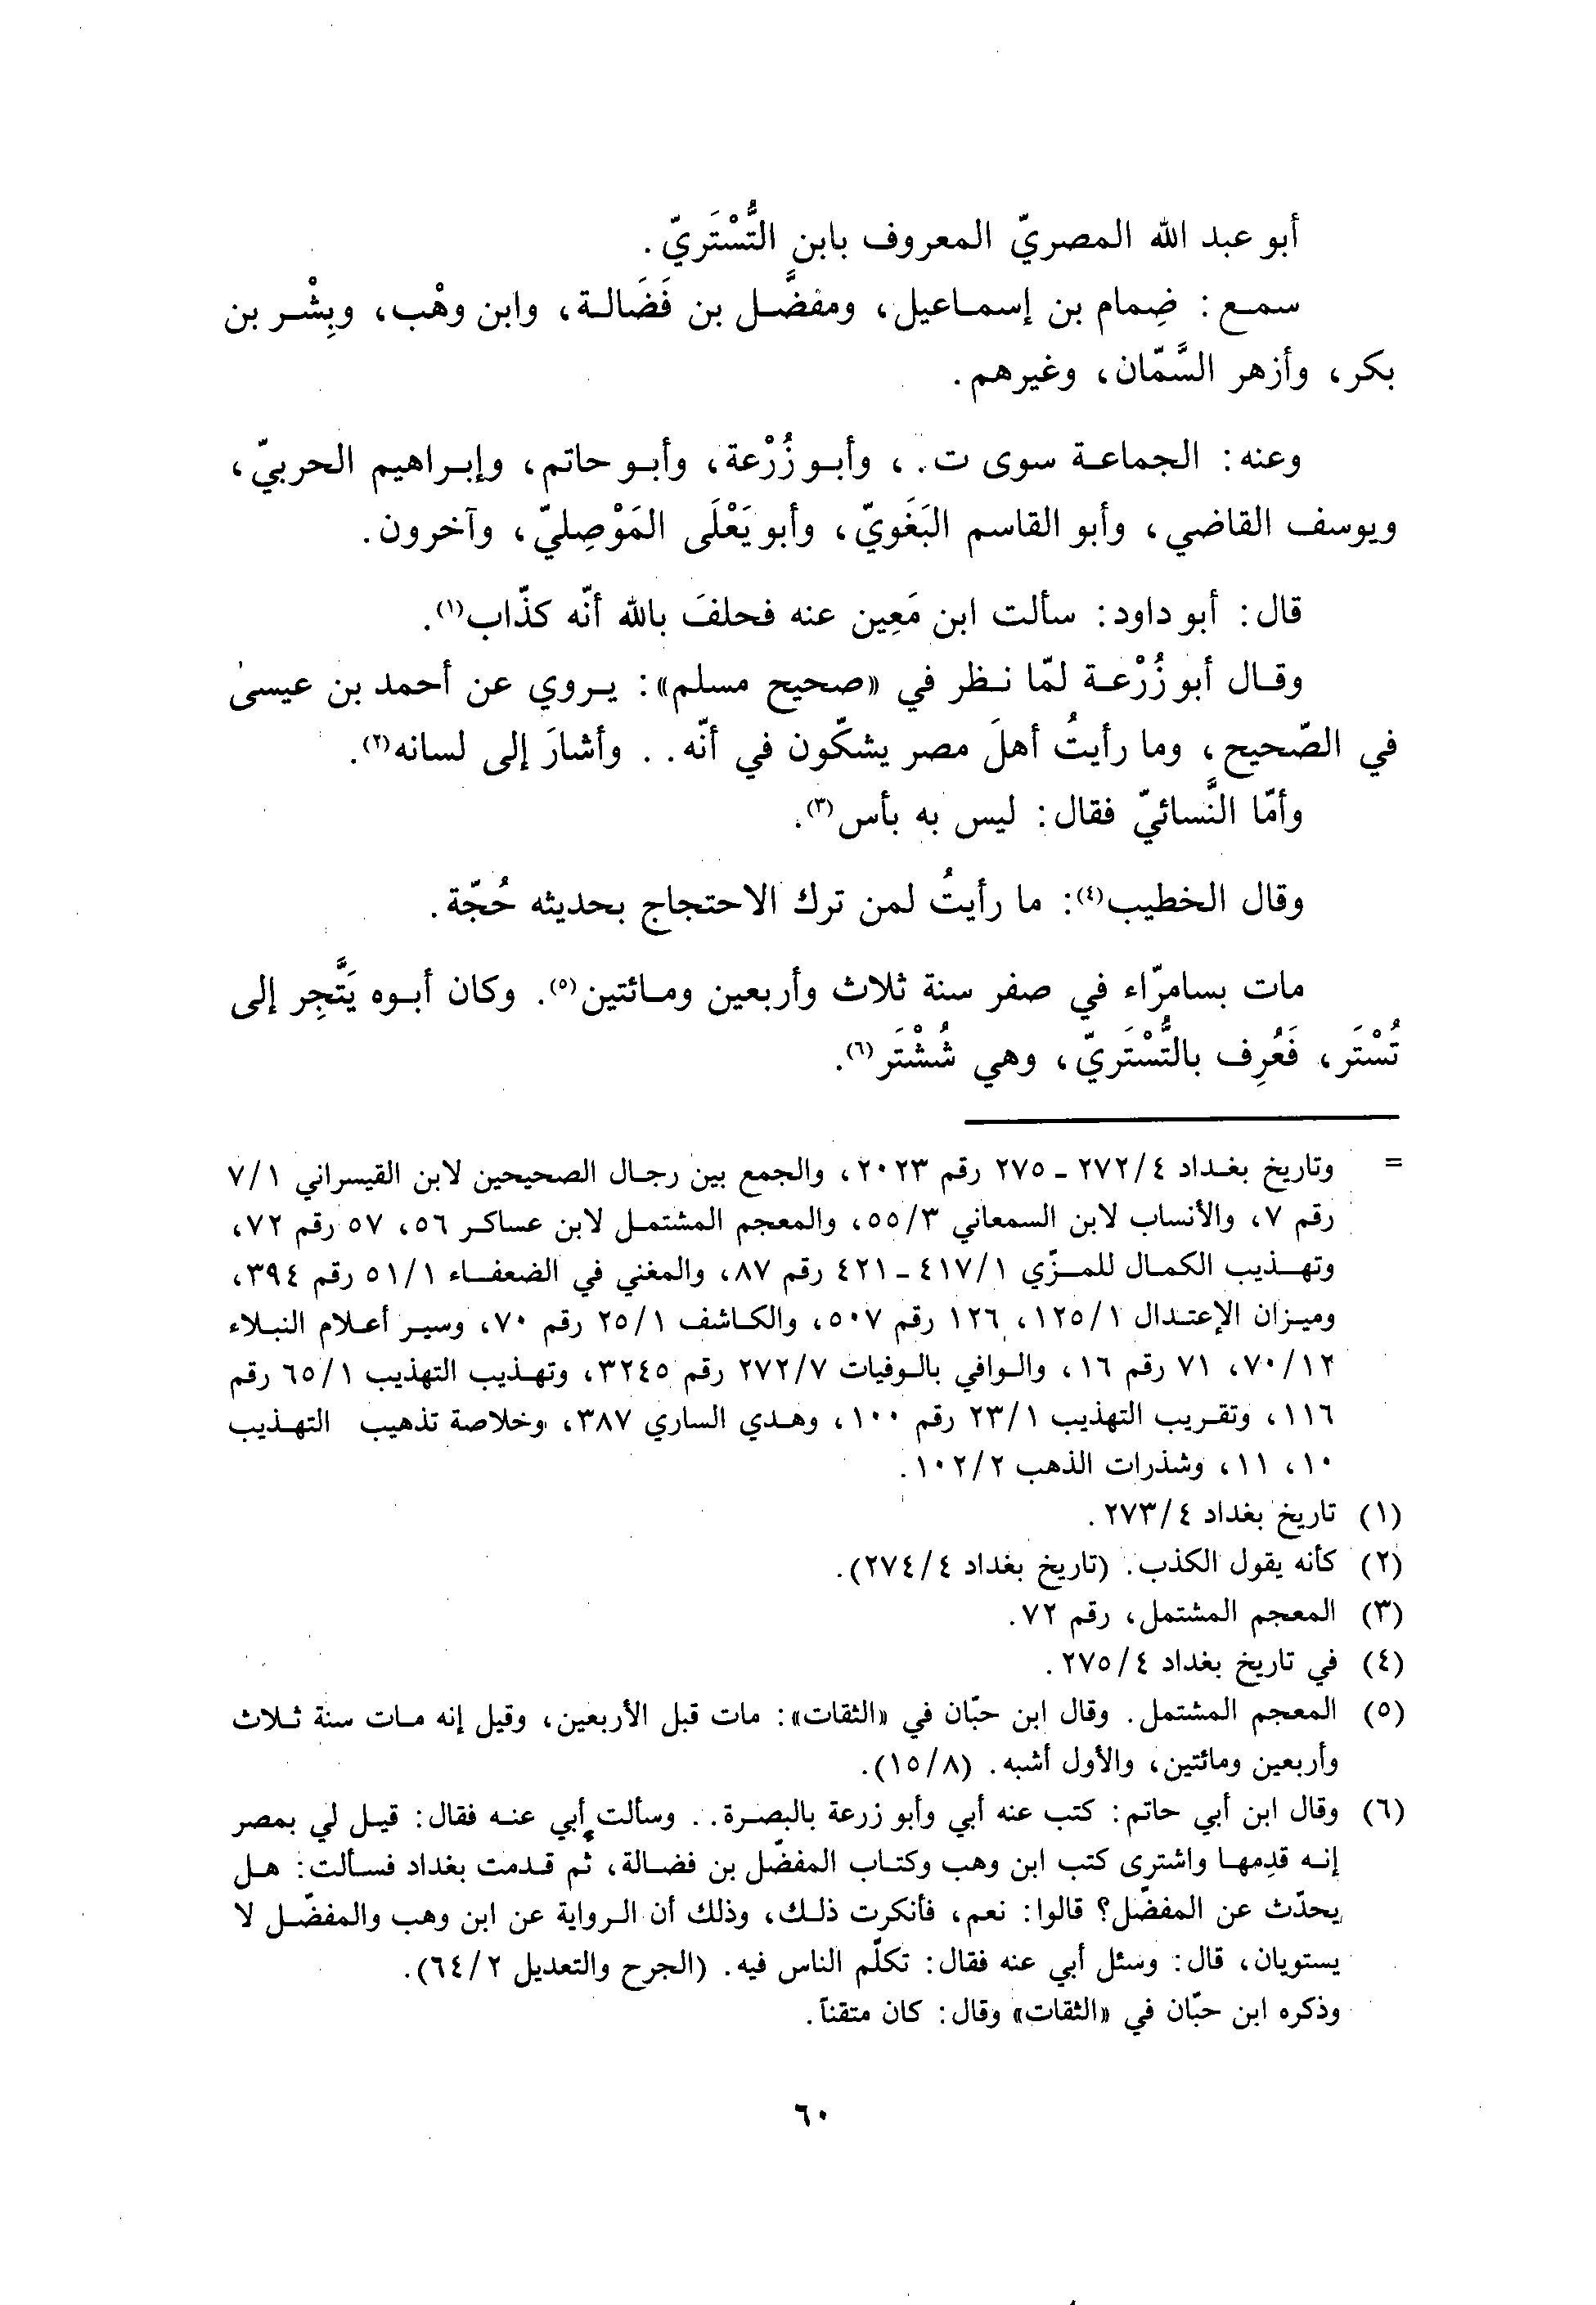 أبو عبد الله المصريّ المعروف بابن التُّسْتَريّ.
سمع: ضِمام بن إسماعيل، ومفضَّل بن فَضَالة، وابن وهْب، وبِشْر بن
بكر، وأزهر السَّمّان، وغيرهم.
وعنه: الجماعة سوى ت.، وأبو زُرْعة، وأبو حاتم، وإبراهيم الحربيّ،
ويوسف القاضي، وأبو القاسم البَغَويّ، وأبو يَعْلَى المَوْصِليّ، وآخرون.
قال: أبو داود: سألت ابن مَعِين عنه فحلفَ بالله أنّه كذّاب(١).
وقال أبو زُرْعة لمّا نظر في «صحيح مسلم»: يروي عن أحمد بن عيسىٰ
في الصّحيح، وما رأيتُ أهلَ مصر يشكّون في أنّه.. وأشارَ إلى لسانه(٢).
وأمّا النَّسائيّ فقال: ليس به بأس(٣).
وقال الخطيب(٤): ما رأيتُ لمن ترك الاحتجاج بحديثه حُجّة.
مات بسامرّاء في صفر سنة ثلاث وأربعين ومائتين(٥). وكان أبوه يَتَّجِر إلى
تُسْتَر، فَعُرِف بالتُّسْتَريّ، وهي شُشْتَر(٦).
= وتاريخ بغداد ٢٧٢/٤ ـ ٢٧٥ رقم ٢٠٢٣، والجمع بين رجال الصحيحين لابن القيسراني ٧/١
رقم ٧، والأنساب لابن السمعاني ٥٥/٣، والمعجم المشتمل لابن عساكر ٥٦، ٥٧ رقم ٧٢،
وتهذيب الكمال للمزّي ٤١٧/١ ـ ٤٢١ رقم ٨٧، والمغني في الضعفاء ٥١/١ رقم ٣٩٤،
وميزان الإعتدال ١٢٥/١، ١٢٦ رقم ٥٠٧، والكاشف ٢٥/١ رقم ٧٠، وسير أعلام النبلاء
٧٠/١٢، ٧١ رقم ١٦، والوافي بالوفيات ٢٧٢/٧ رقم ٣٢٤٥، وتهذيب التهذيب ٦٥/١ رقم
١١٦، وتقريب التهذيب ٢٣/١ رقم ١٠٠، وهدي الساري ٣٨٧، وخلاصة تذهيب التهذيب
١٠، ١١، وشذرات الذهب ١٠٢/٢.
(١) تاريخ بغداد ٢٧٣/٤.
(٢) كأنه يقول الكذب. (تاريخ بغداد ٢٧٤/٤).
(٣) المعجم المشتمل، رقم ٧٢.
(٤) في تاريخ بغداد ٢٧٥/٤.
(٥) المعجم المشتمل. وقال ابن حبّان في «الثقات»: مات قبل الأربعين، وقيل إنه مات سنة ثلاث
وأربعين ومائتين، والأول أشبه. (١٥/٨).
(٦) وقال ابن أبي حاتم: كتب عنه أبي وأبو زرعة بالبصرة.. وسألت أبي عنه فقال: قيل لي بمصر
إنه قدِمها واشترى كتب ابن وهب وكتاب المفضّل بن فضالة، ثم قدمت بغداد فسألت: هل
يحدّث عن المفضّل؟ قالوا: نعم، فأنكرت ذلك، وذلك أن الرواية عن ابن وهب والمفضّل لا
يستويان، قال: وسئل أبي عنه فقال: تكلّم الناس فيه. (الجرح والتعديل ٦٤/٢).
وذكره ابن حبّان في «الثقات» وقال: كان متقناً.
٦٠